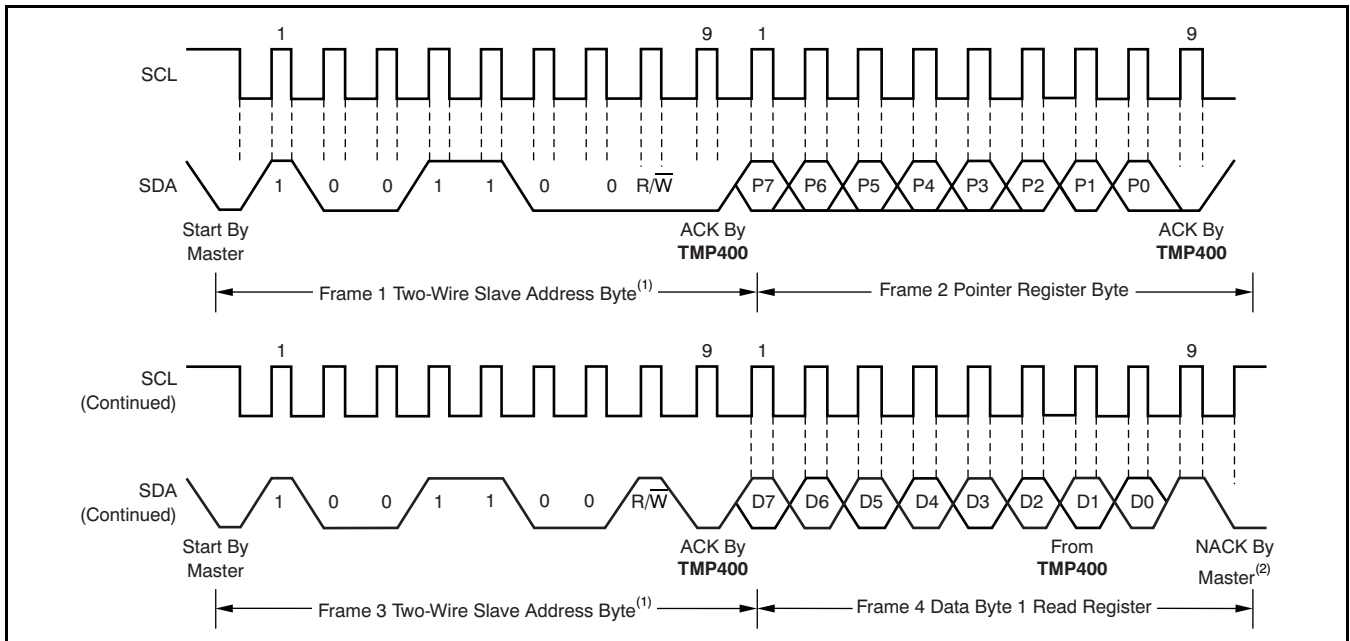 1 9 1 9
SCL
SDA 1 0 0 1 1 0 0 R/W̅ P7 P6 P5 P4 P3 P2 P1 P0
Start By ACK By ACK By
Master TMP400 TMP400
Frame 1 Two-Wire Slave Address Byte(1) Frame 2 Pointer Register Byte
1 9 1 9
SCL
(Continued)
SDA 1 0 0 1 1 0 0 R/W̅ D7 D6 D5 D4 D3 D2 D1 D0
(Continued)
Start By ACK By From NACK By
Master TMP400 TMP400 Master(2)
Frame 3 Two-Wire Slave Address Byte(1) Frame 4 Data Byte 1 Read Register